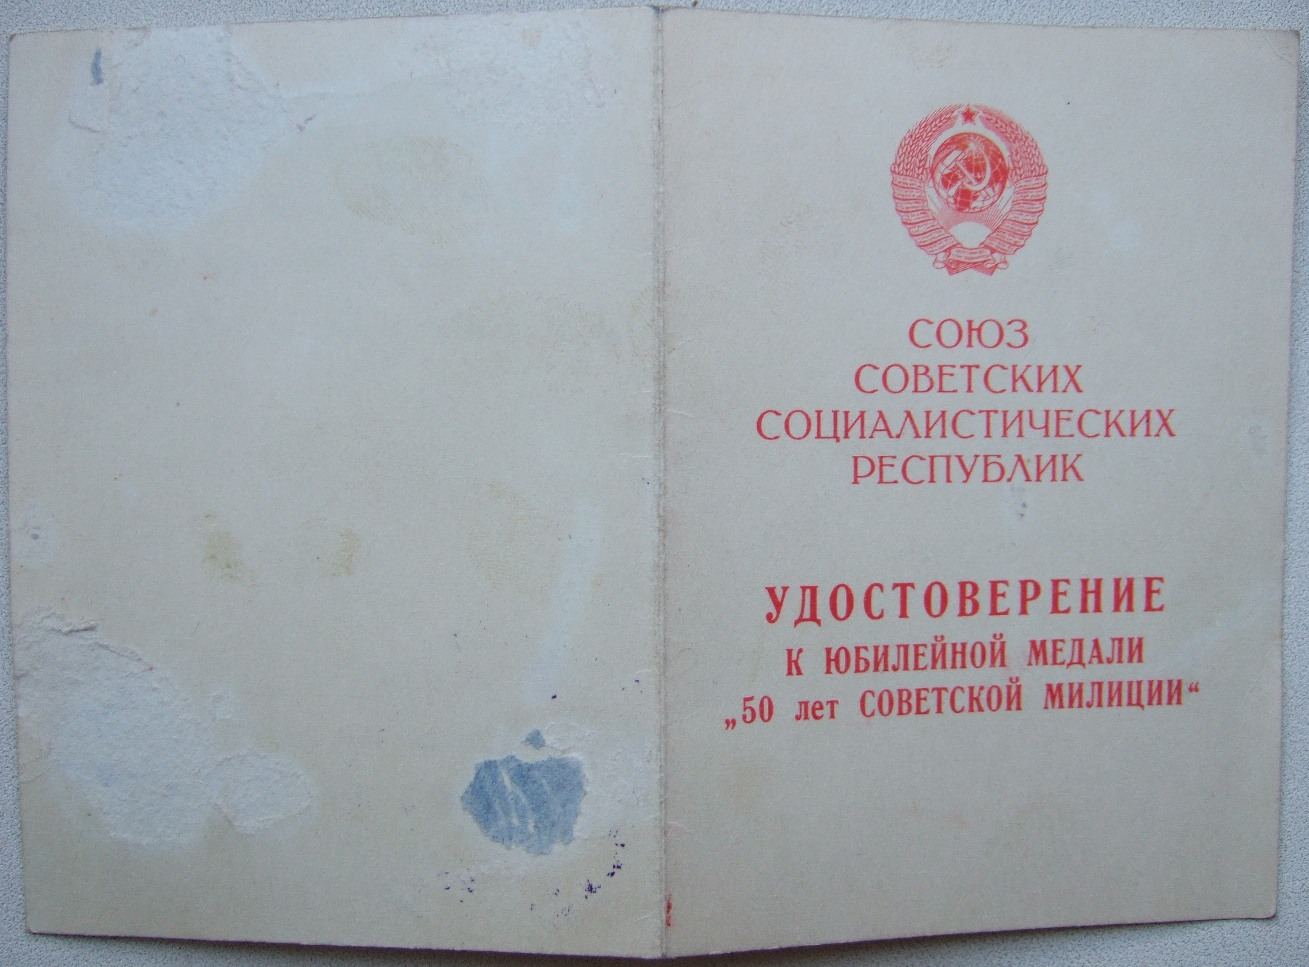 СОЮЗ
СОВЕТСКИХ
СОЦИАЛИСТИЧЕСКИХ
РЕСПУБЛИК
УДОСТОВЕРЕНИЕ
К ЮБИЛЕЙНОЙ МЕДАЛИ
„50 лет СОВЕТСКОЙ МИЛИЦИИ“